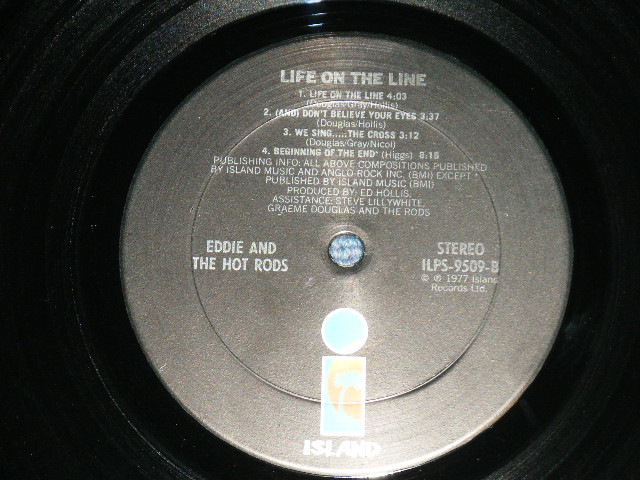 LIFE ON THE LINE
1. LIFE ON THE LINE 4:03
(Douglas/Gray/Hollis)
2. (AND) DON'T BELIEVE YOUR EYES 3:37
(Douglas/Hollis)
3. WE SING.....THE CROSS 3:12
(Douglas/Gray/Nicol)
4. BEGINNING OF THE END* (Higgs) 8:15
PUBLISHING INFO: ALL ABOVE COMPOSITIONS PUBLISHED
BY ISLAND MUSIC AND ANGLO-ROCK INC. (BMI) EXCEPT *
PUBLISHED BY ISLAND MUSIC (BMI)
PRODUCED BY: ED HOLLIS,
ASSISTANCE: STEVE LILLYWHITE,
GRAEME DOUGLAS AND THE RODS
EDDIE AND
THE HOT RODS
STEREO
ILPS-9509-B
© ℗ 1977 Island
Records Ltd.
i
ISLAND